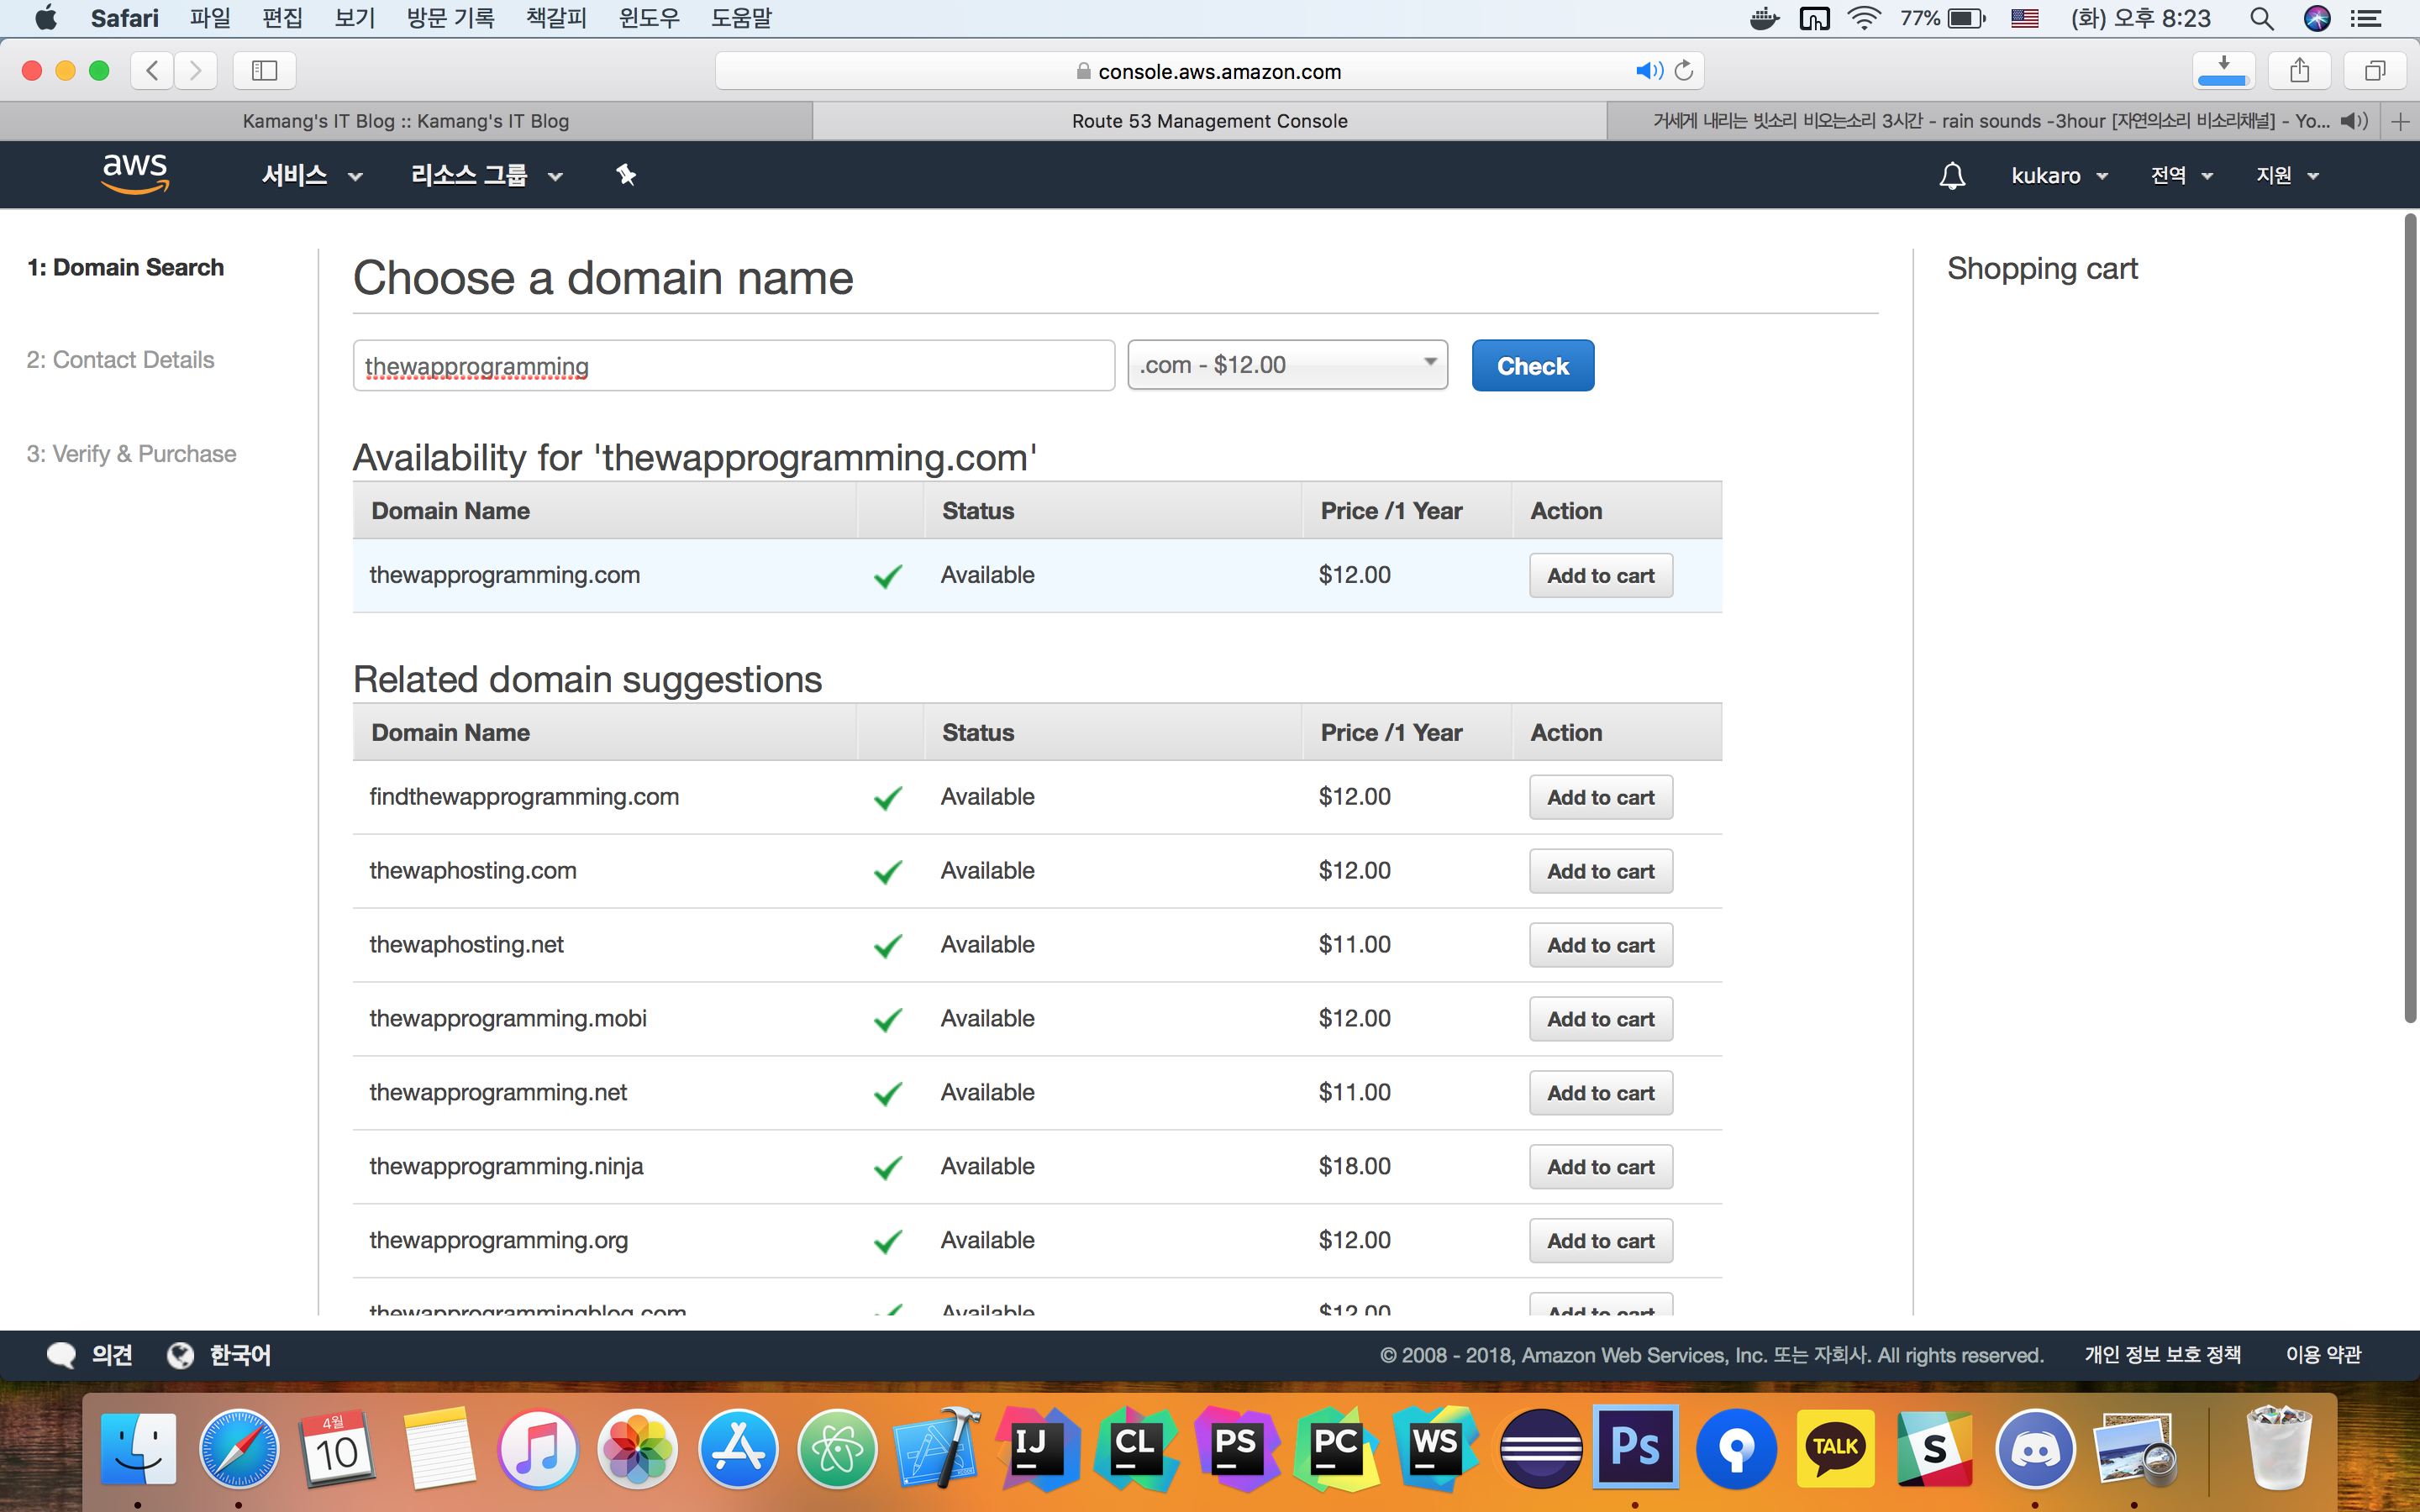 Safari 파일 편집 보기 방문 기록 책갈피 윈도우 도움말 77% (화) 오후 8:23
console.aws.amazon.com
Kamang's IT Blog :: Kamang's IT Blog
Route 53 Management Console
거세게 내리는 빗소리 비오는소리 3시간 - rain sounds -3hour [자연의소리 비소리채널] - Yo...
aws 서비스 리소스 그룹 kukaro 전역 지원
1: Domain Search
2: Contact Details
3: Verify & Purchase
Choose a domain name
thewapprogramming .com - $12.00 Check
Availability for 'thewapprogramming.com'
Domain Name Status Price /1 Year Action
thewapprogramming.com Available $12.00 Add to cart
Related domain suggestions
Domain Name Status Price /1 Year Action
findthewapprogramming.com Available $12.00 Add to cart
thewaphosting.com Available $12.00 Add to cart
thewaphosting.net Available $11.00 Add to cart
thewapprogramming.mobi Available $12.00 Add to cart
thewapprogramming.net Available $11.00 Add to cart
thewapprogramming.ninja Available $18.00 Add to cart
thewapprogramming.org Available $12.00 Add to cart
thewapprogrammingblog.com Available $12.00 Add to cart
Shopping cart
의견 한국어 © 2008 - 2018, Amazon Web Services, Inc. 또는 자회사. All rights reserved. 개인 정보 보호 정책 이용 약관
4월
10
IJ CL PS PC WS Ps TALK S